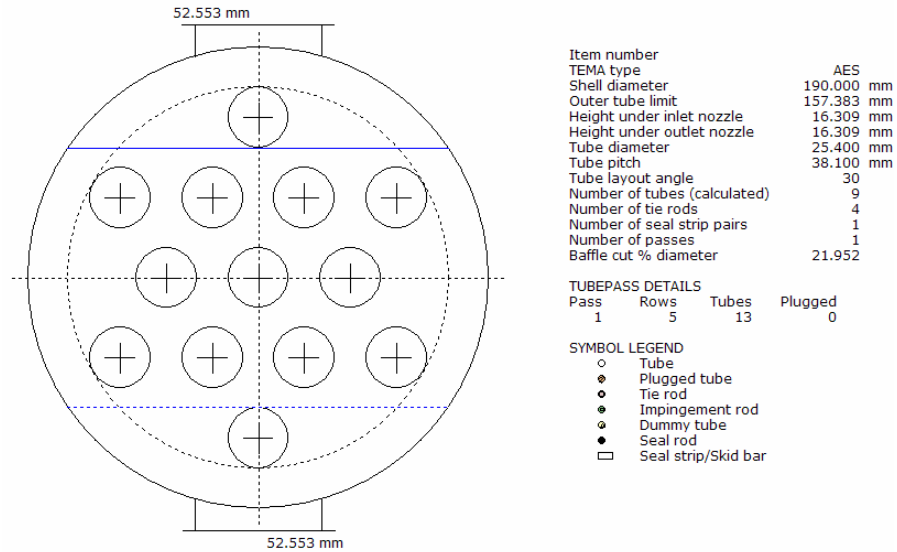 52.553 mm
52.553 mm
Item number
TEMA type AES
Shell diameter 190.000 mm
Outer tube limit 157.383 mm
Height under inlet nozzle 16.309 mm
Height under outlet nozzle 16.309 mm
Tube diameter 25.400 mm
Tube pitch 38.100 mm
Tube layout angle 30
Number of tubes (calculated) 9
Number of tie rods 4
Number of seal strip pairs 1
Number of passes 1
Baffle cut % diameter 21.952
TUBEPASS DETAILS
Pass Rows Tubes Plugged
1 5 13 0
SYMBOL LEGEND
Tube
Plugged tube
Tie rod
Impingement rod
Dummy tube
Seal rod
Seal strip/Skid bar